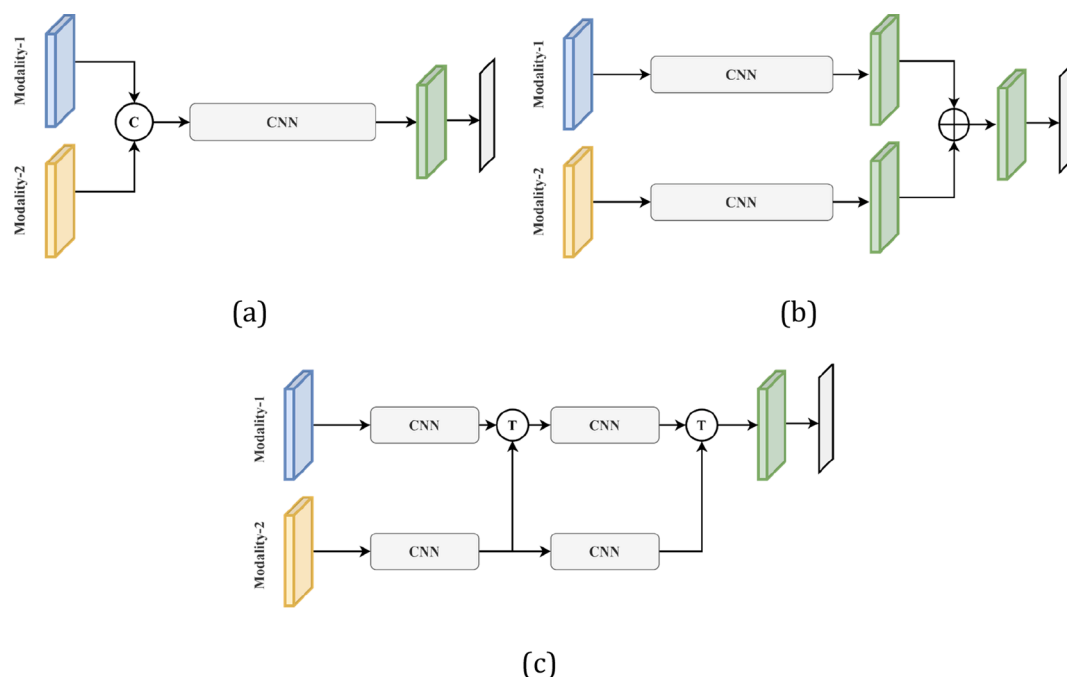 Modality-1
C
CNN
Modality-2
(a)
Modality-1
CNN
Modality-2
CNN
(b)
Modality-1
CNN
T
CNN
T
Modality-2
CNN
CNN
(c)